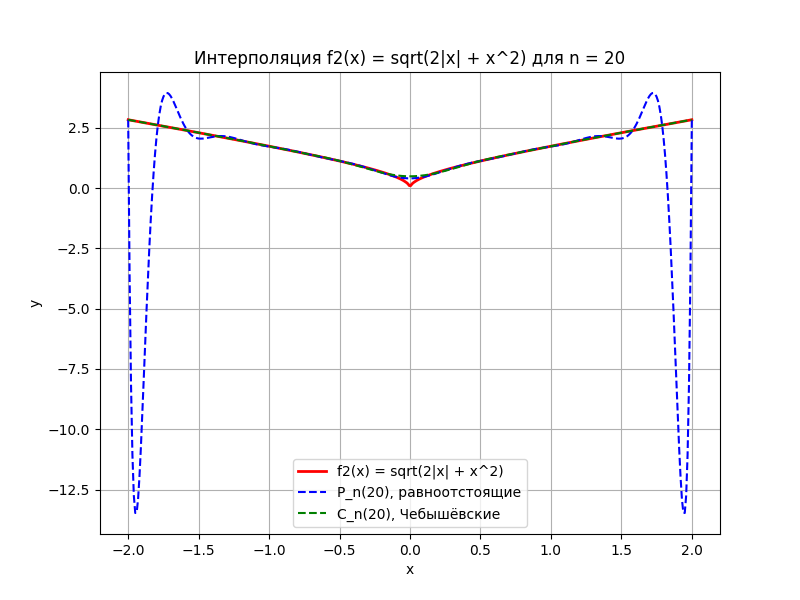 Интерполяция f2(x) = sqrt(2|x| + x^2) для n = 20
y
2.5
0.0
−2.5
−5.0
−7.5
−10.0
−12.5
f2(x) = sqrt(2|x| + x^2)
P_n(20), равноотстоящие
C_n(20), Чебышёвские
−2.0 −1.5 −1.0 −0.5 0.0 0.5 1.0 1.5 2.0
x